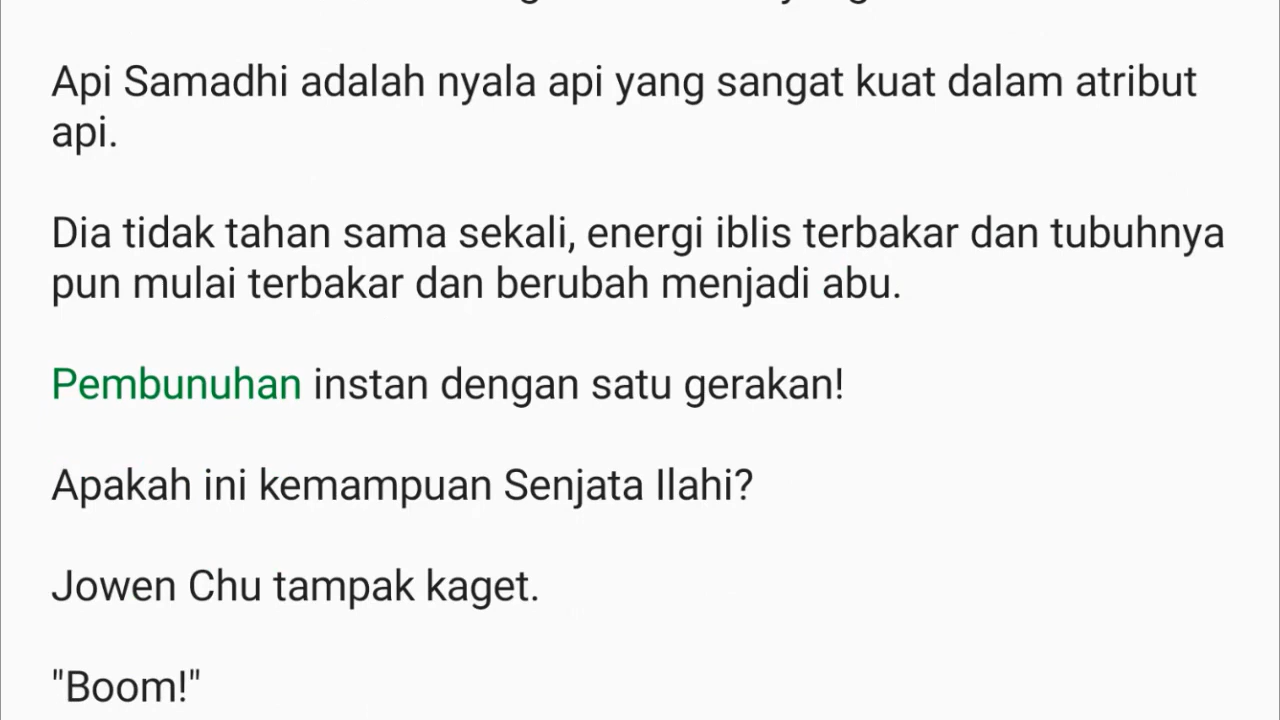 Api Samadhi adalah nyala api yang sangat kuat dalam atribut
api.
Dia tidak tahan sama sekali, energi iblis terbakar dan tubuhnya
pun mulai terbakar dan berubah menjadi abu.
Pembunuhan instan dengan satu gerakan!
Apakah ini kemampuan Senjata Ilahi?
Jowen Chu tampak kaget.
"Boom!"